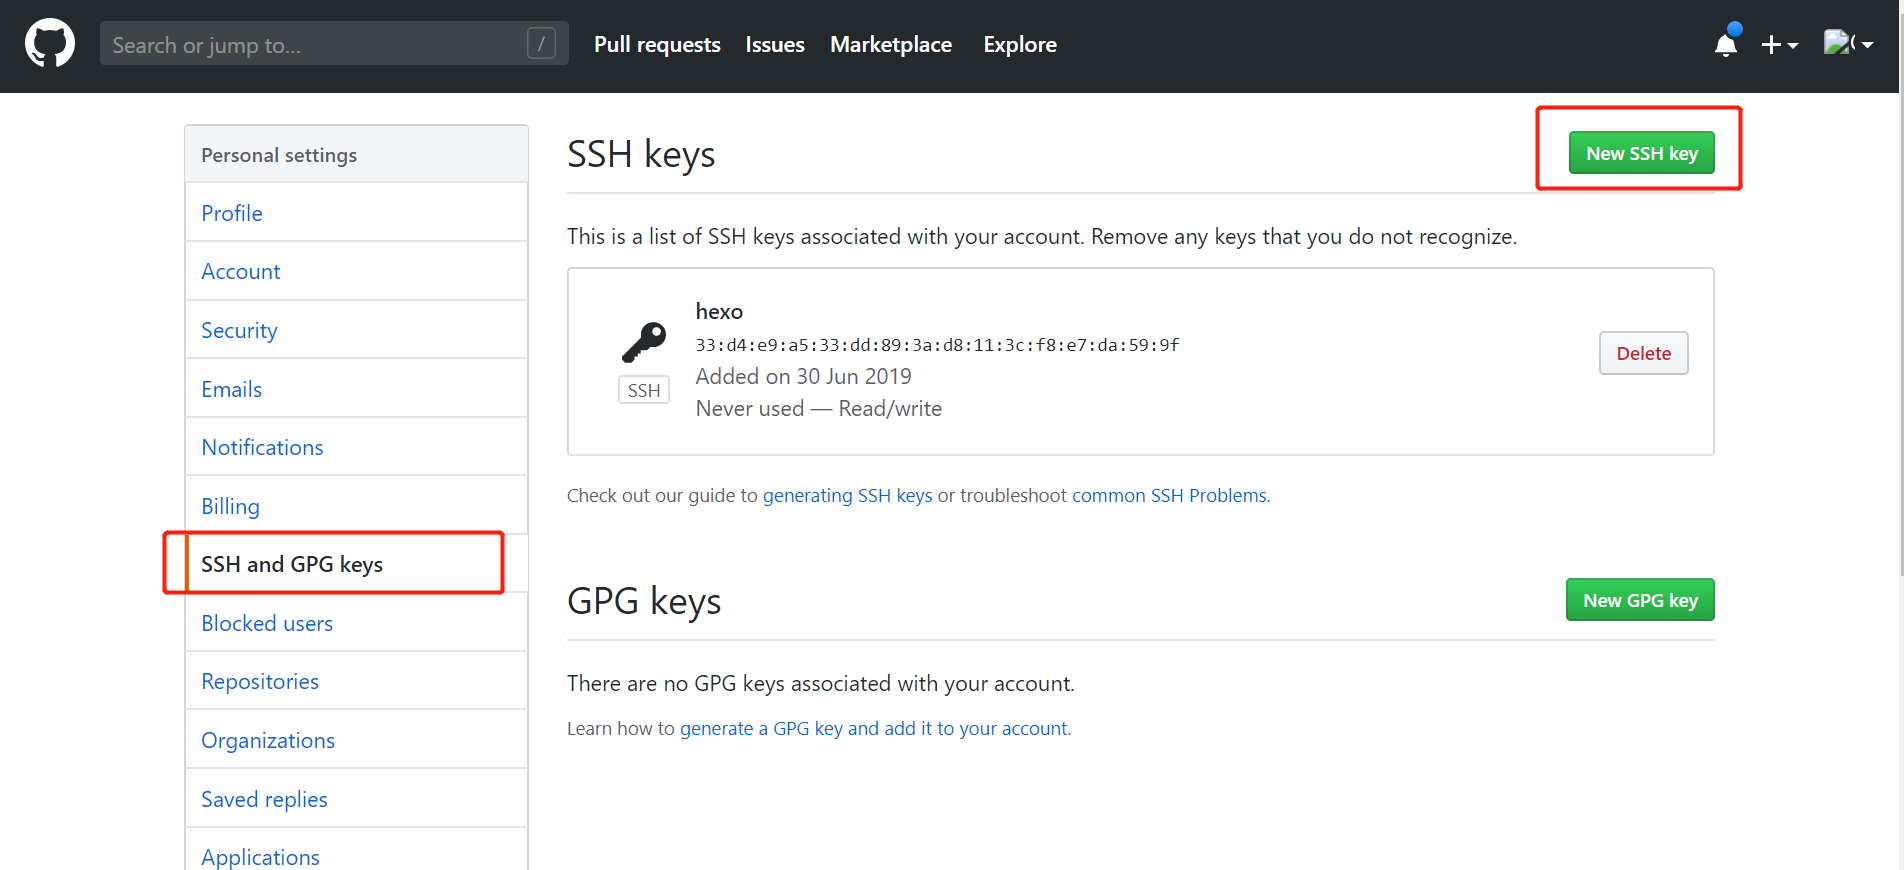 Search or jump to...
/
Pull requests
Issues
Marketplace
Explore
Personal settings
Profile
Account
Security
Emails
Notifications
Billing
SSH and GPG keys
Blocked users
Repositories
Organizations
Saved replies
Applications
SSH keys
New SSH key
This is a list of SSH keys associated with your account. Remove any keys that you do not recognize.
hexo
33:d4:e9:a5:33:dd:89:3a:d8:11:3c:f8:e7:da:59:9f
Added on 30 Jun 2019
Never used — Read/write
SSH
Delete
Check out our guide to generating SSH keys or troubleshoot common SSH Problems.
GPG keys
New GPG key
There are no GPG keys associated with your account.
Learn how to generate a GPG key and add it to your account.